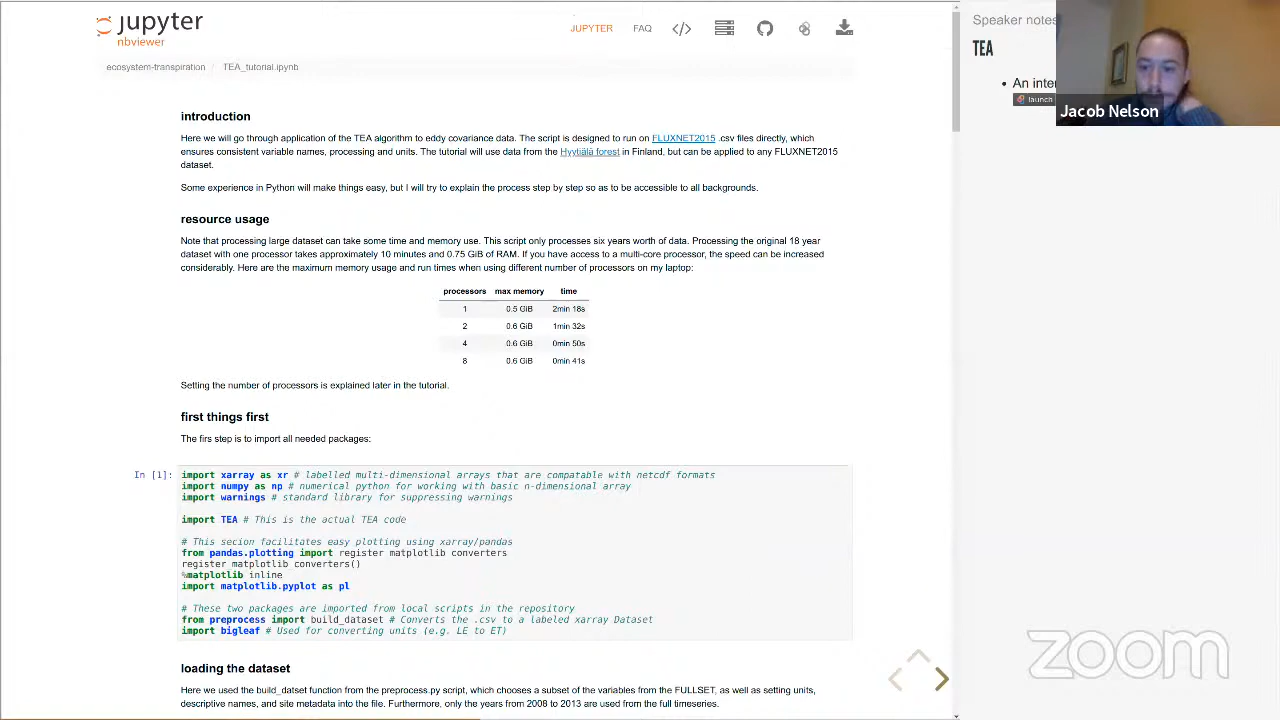 jupyter
nbviewer
JUPYTER
FAQ
ecosystem-transpiration / TEA_tutorial.ipynb
introduction
Here we will go through application of the TEA algorithm to eddy covariance data. The script is designed to run on FLUXNET2015 .csv files directly, which
ensures consistent variable names, processing and units. The tutorial will use data from the Hyytiälä forest in Finland, but can be applied to any FLUXNET2015
dataset.
Some experience in Python will make things easy, but I will try to explain the process step by step so as to be accessible to all backgrounds.
resource usage
Note that processing large dataset can take some time and memory use. This script only processes six years worth of data. Processing the original 18 year
dataset with one processor takes approximately 10 minutes and 0.75 GiB of RAM. If you have access to a multi-core processor, the speed can be increased
considerably. Here are the maximum memory usage and run times when using different number of processors on my laptop:
processors max memory time
1 0.5 GiB 2min 18s
2 0.6 GiB 1min 32s
4 0.6 GiB 0min 50s
8 0.6 GiB 0min 41s
Setting the number of processors is explained later in the tutorial.
first things first
The firs step is to import all needed packages:
In [1]:
import xarray as xr # labelled multi-dimensional arrays that are compatable with netcdf formats
import numpy as np # numerical python for working with basic n-dimensional array
import warnings # standard library for suppressing warnings
import TEA # This is the actual TEA code
# This secion facilitates easy plotting using xarray/pandas
from pandas.plotting import register matplotlib converters
register matplotlib converters()
%matplotlib inline
import matplotlib.pyplot as pl
# These two packages are imported from local scripts in the repository
from preprocess import build_dataset # Converts the .csv to a labeled xarray Dataset
import bigleaf # Used for converting units (e.g. LE to ET)
loading the dataset
Here we used the build_datset function from the preprocess.py script, which chooses a subset of the variables from the FULLSET, as well as setting units,
descriptive names, and site metadata into the file. Furthermore, only the years from 2008 to 2013 are used from the full timeseries.
Speaker notes
TEA
• An inter
launch
Jacob Nelson
zoom